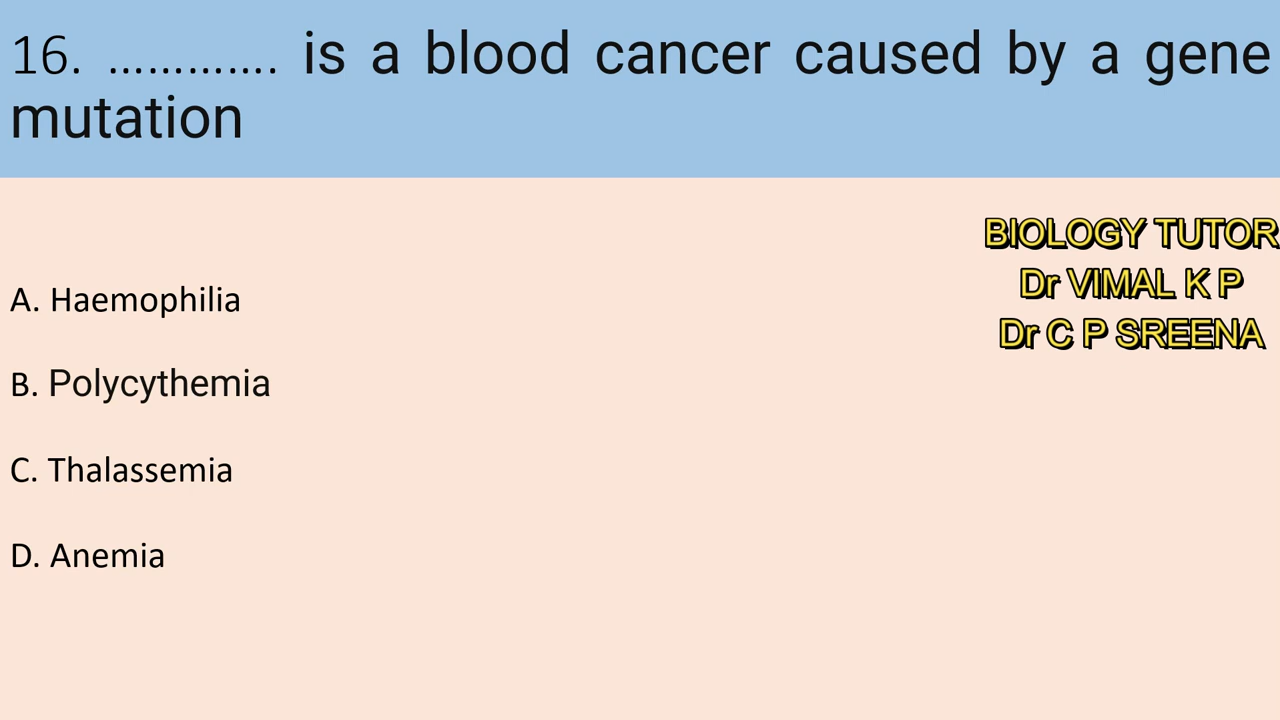 16. …………. is a blood cancer caused by a gene
mutation
BIOLOGY TUTOR
Dr VIMAL K P
Dr C P SREENA
A. Haemophilia
B. Polycythemia
C. Thalassemia
D. Anemia